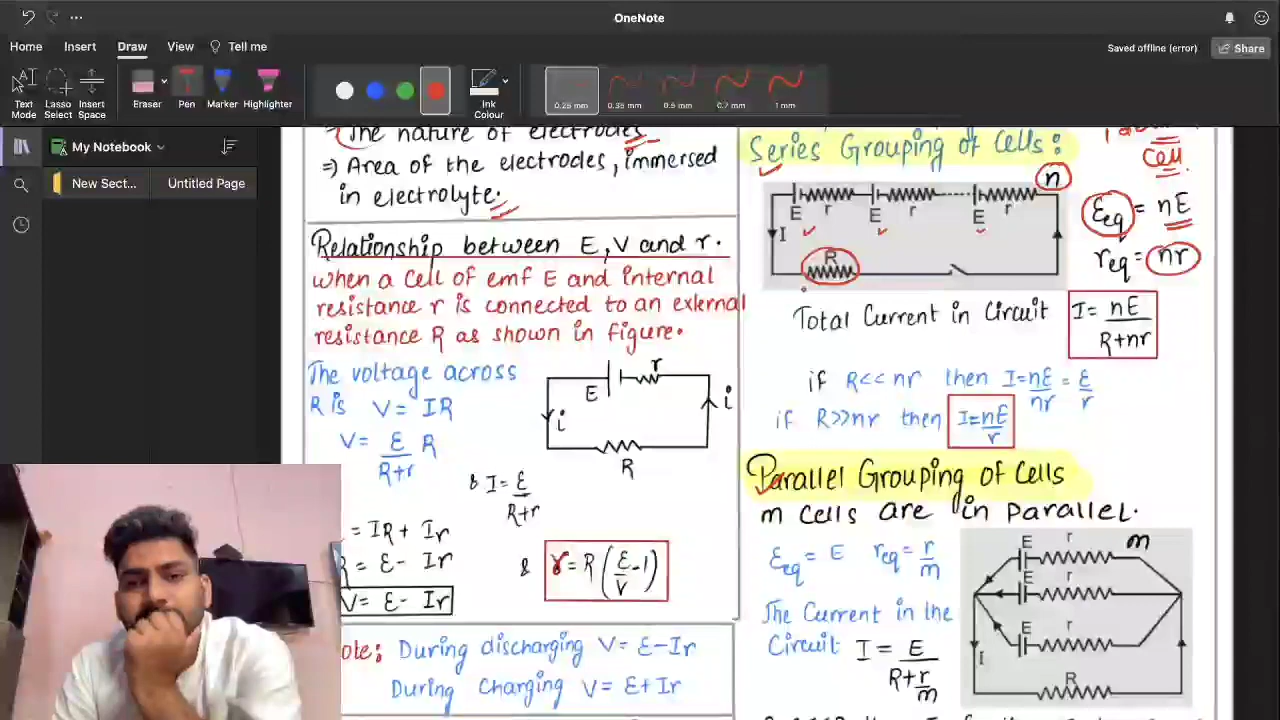 OneNote
Home Insert Draw View Tell me
Saved offline (error) Share
Text Mode
Lasso Select
Insert Space
Eraser
Pen
Marker
Highlighter
Ink Colour
0.25 mm 0.35 mm 0.5 mm 0.7 mm 1 mm
My Notebook
New Sect... Untitled Page
The nature of electrodes
⇒ Area of the electrodes, immersed
in electrolyte.
Relationship between E, V and r.
when a Cell of emf E and internal
resistance r is connected to an external
resistance R as shown in figure.
The voltage across
R is V = IR
V = ε/(R+r) R
& I = ε/(R+r)
= IR + Ir
= ε - Ir
V = ε - Ir
& r = R(ε/V - 1)
E r
i i
R
ote: During discharging V = ε - Ir
During Charging V = E + Ir
Series Grouping of Cells:
Cell
n
E r E r E r
I
R
εeq = nE
req = nr
Total Current in Circuit I = nE/(R+nr)
if R<<nr then I = nE/nr = ε/r
if R>>nr then I = nE/r
Parallel Grouping of Cells
m Cells are in parallel.
εeq = E req = r/m
The Current in the
Circuit I = E/(R+r/m)
E r m
E r
E r
I
R